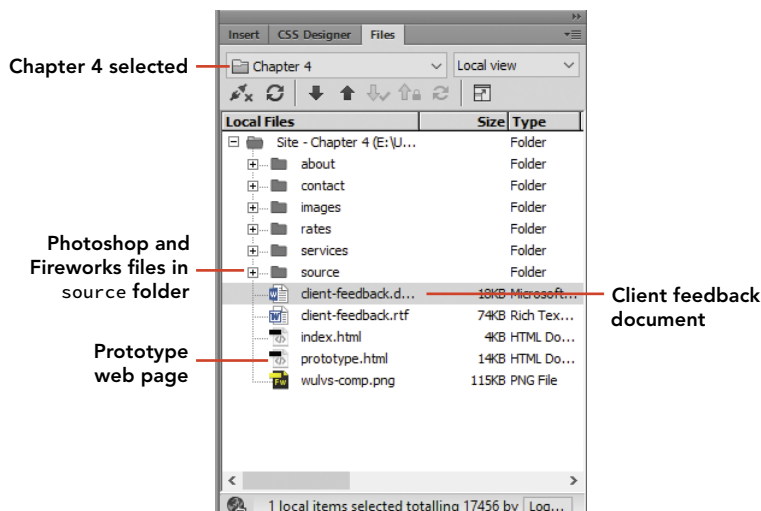 Insert CSS Designer Files
Chapter 4 selected
Chapter 4 Local view
Local Files Size Type
Site - Chapter 4 (E:\U... Folder
about Folder
contact Folder
images Folder
rates Folder
services Folder
Photoshop and
Fireworks files in
source folder
source Folder
client-feedback.d... 18KB Microsoft...
Client feedback
document
client-feedback.rtf 74KB Rich Tex...
index.html 4KB HTML Do...
Prototype
web page
prototype.html 14KB HTML Do...
Fw wulvs-comp.png 115KB PNG File
1 local items selected totalling 17456 by Log...